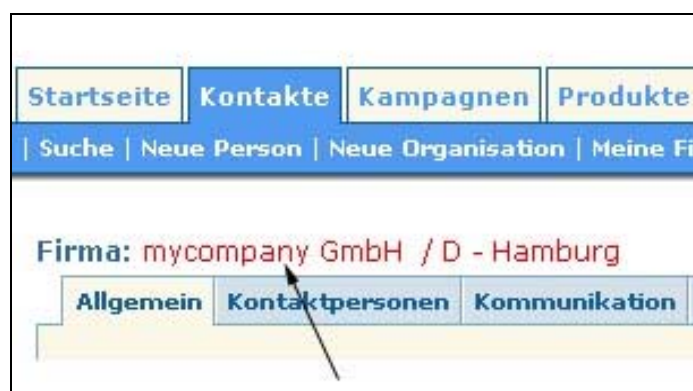 Startseite Kontakte Kampagnen Produkte
| Suche | Neue Person | Neue Organisation | Meine Fi
Firma: mycompany GmbH / D - Hamburg
Allgemein Kontaktpersonen Kommunikation